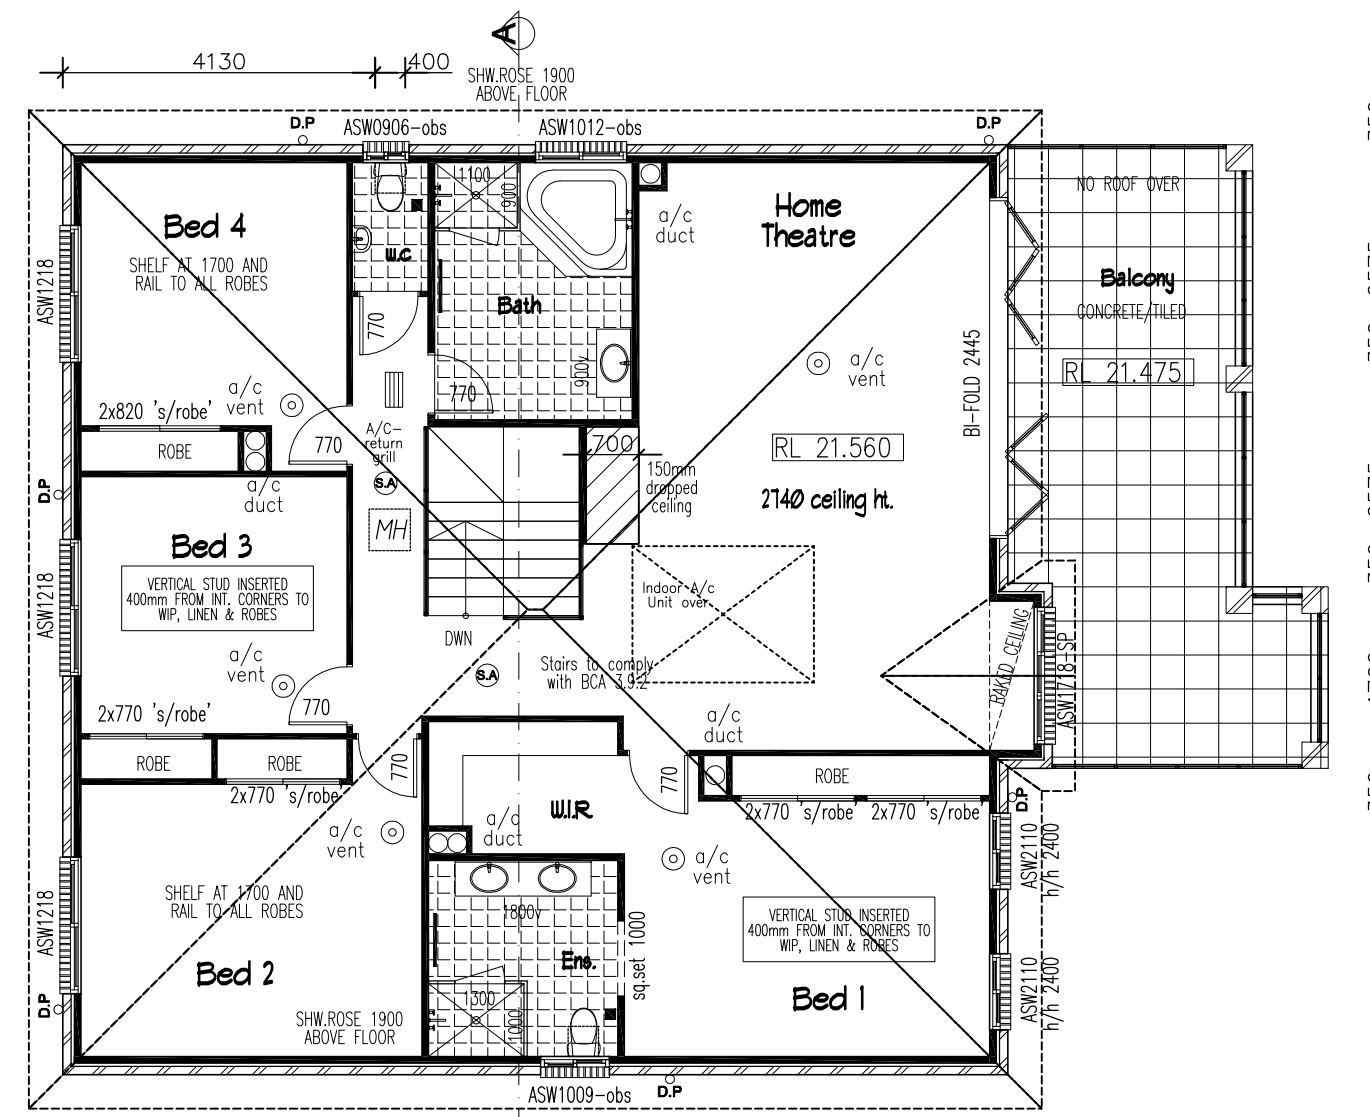 A
4130
400
SHW.ROSE 1900
ABOVE FLOOR
D.P
ASW0906-obs
ASW1012-obs
D.P
1100
900
NO ROOF OVER
Bed 4
a/c
duct
Home
Theatre
W.C
SHELF AT 1700 AND
RAIL TO ALL ROBES
ASW1218
Bath
Balcony
CONCRETE/TILED
770
900v
BI-FOLD 2445
a/c
vent
RL 21.475
a/c
vent
770
2x820 's/robe'
A/C-
return
grill
770
ROBE
700
RL 21.560
150mm
dropped
ceiling
S.A
D.P
a/c
duct
2740 ceiling ht.
MH
Bed 3
VERTICAL STUD INSERTED
400mm FROM INT. CORNERS TO
WIP, LINEN & ROBES
ASW1218
Indoor A/c
Unit over
DWN
a/c
vent
S.A
Stairs to comply
with BCA 3.9.2
BAKED CEILING
ASW1718-SP
770
2x770 's/robe'
a/c
duct
ROBE
ROBE
770
770
ROBE
2x770 's/robe'
2x770 's/robe'
2x770 's/robe'
D.P
W.I.R
a/c
vent
a/c
duct
a/c
vent
ASW2110
h/h 2400
SHELF AT 1700 AND
RAIL TO ALL ROBES
ASW1218
1800v
VERTICAL STUD INSERTED
400mm FROM INT. CORNERS TO
WIP, LINEN & ROBES
sq.set 1000
Ens.
Bed 2
Bed 1
ASW2110
h/h 2400
D.P
1300
1000
SHW.ROSE 1900
ABOVE FLOOR
ASW1009-obs
D.P